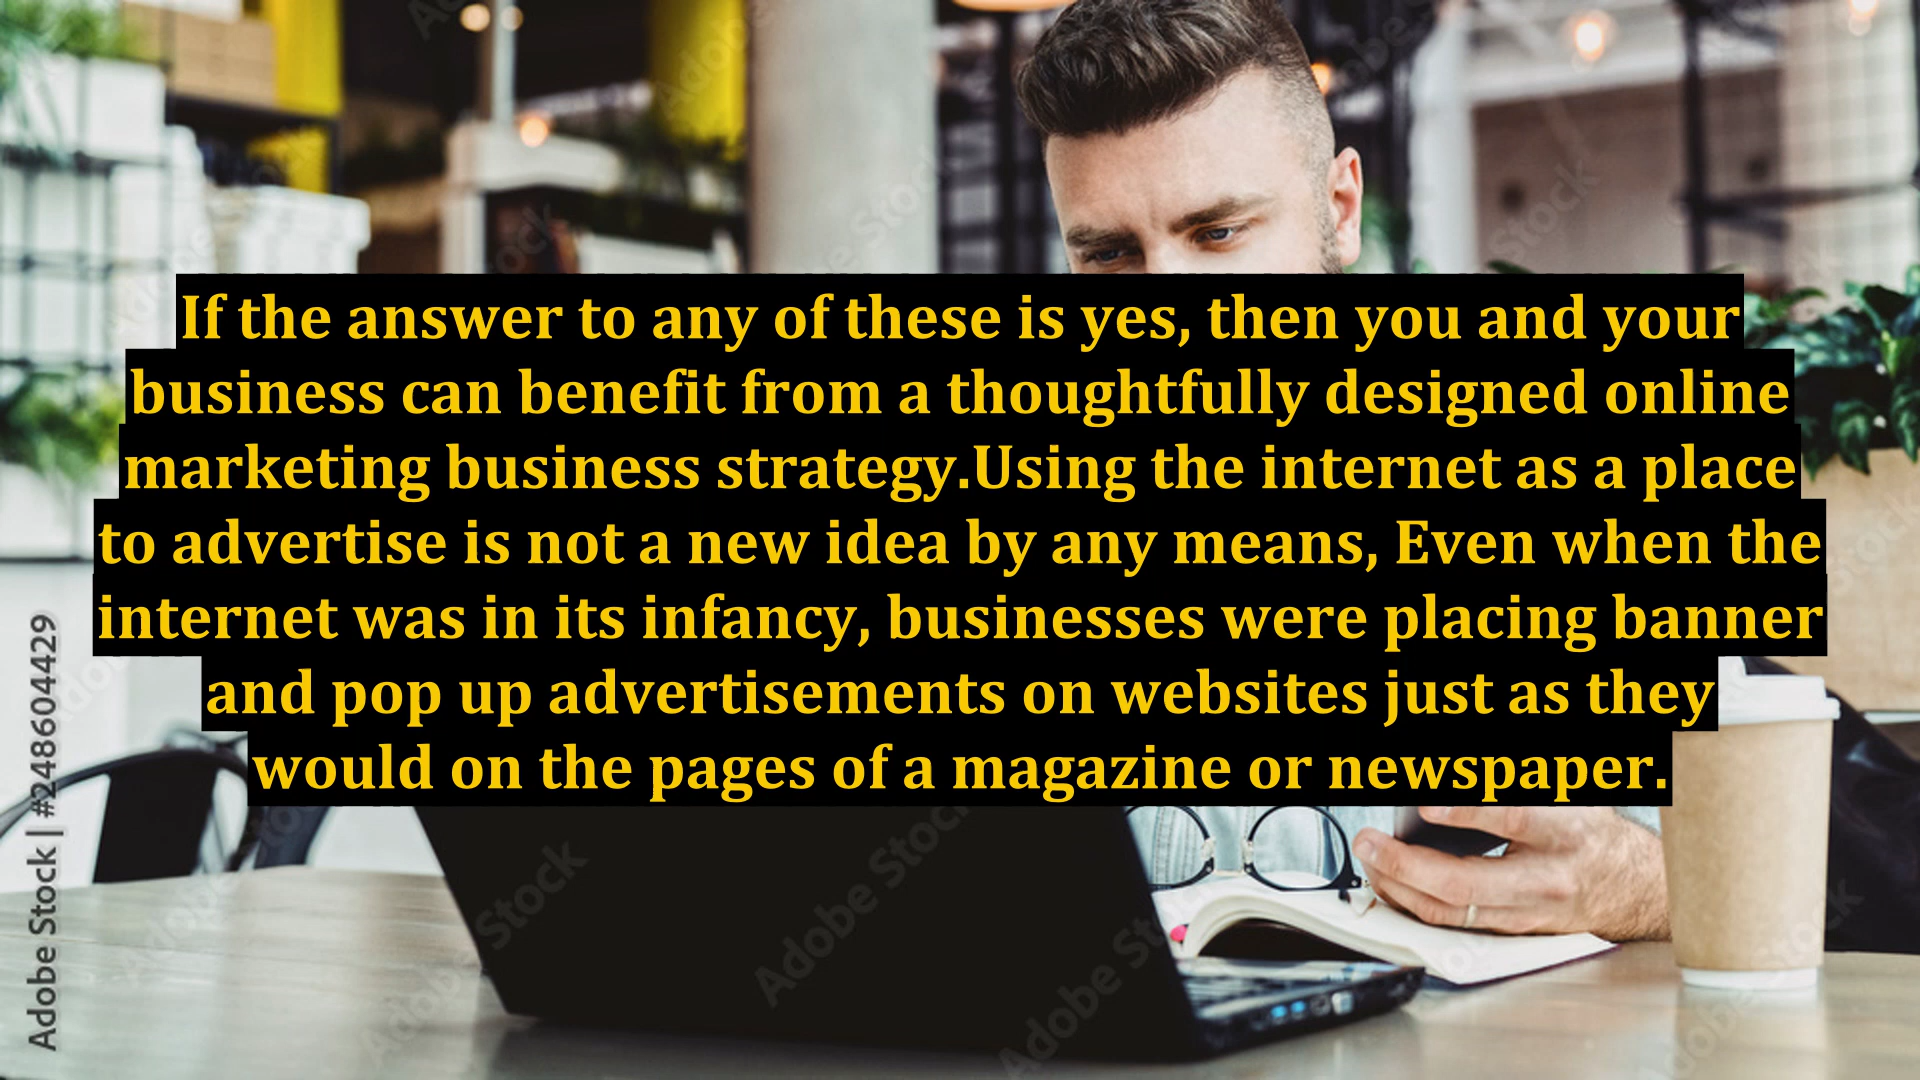 If the answer to any of these is yes, then you and your
business can benefit from a thoughtfully designed online
marketing business strategy.Using the internet as a place
to advertise is not a new idea by any means, Even when the
internet was in its infancy, businesses were placing banner
and pop up advertisements on websites just as they
would on the pages of a magazine or newspaper.
Adobe Stock | #248604429
Adobe Stock